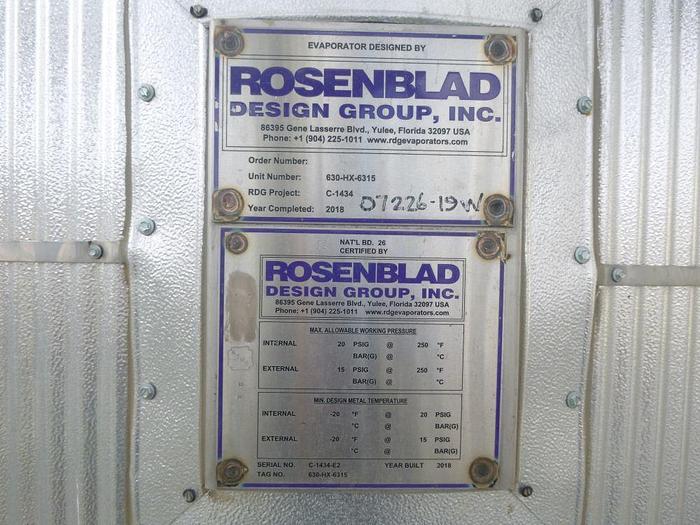 EVAPORATOR DESIGNED BY
ROSENBLAD
DESIGN GROUP, INC.
86395 Gene Lasserre Blvd., Yulee, Florida 32097 USA
Phone: +1 (904) 225-1011 www.rdgevaporators.com
Order Number:
Unit Number: 630-HX-6315
RDG Project: C-1434
Year Completed: 2018 07226-19W
NAT'L BD. 26
CERTIFIED BY
ROSENBLAD
DESIGN GROUP, INC.
86395 Gene Lasserre Blvd., Yulee, Florida 32097 USA
Phone: +1 (904) 225-1011 www.rdgevaporators.com
MAX. ALLOWABLE WORKING PRESSURE
INTERNAL 20 PSIG @ 250 °F
BAR(G) @ °C
EXTERNAL 15 PSIG @ 250 °F
BAR(G) @ °C
MIN. DESIGN METAL TEMPERATURE
INTERNAL -20 °F @ 20 PSIG
°C @ BAR(G)
EXTERNAL -20 °F @ 15 PSIG
°C @ BAR(G)
SERIAL NO. C-1434-E2 YEAR BUILT 2018
TAG NO. 630-HX-6315